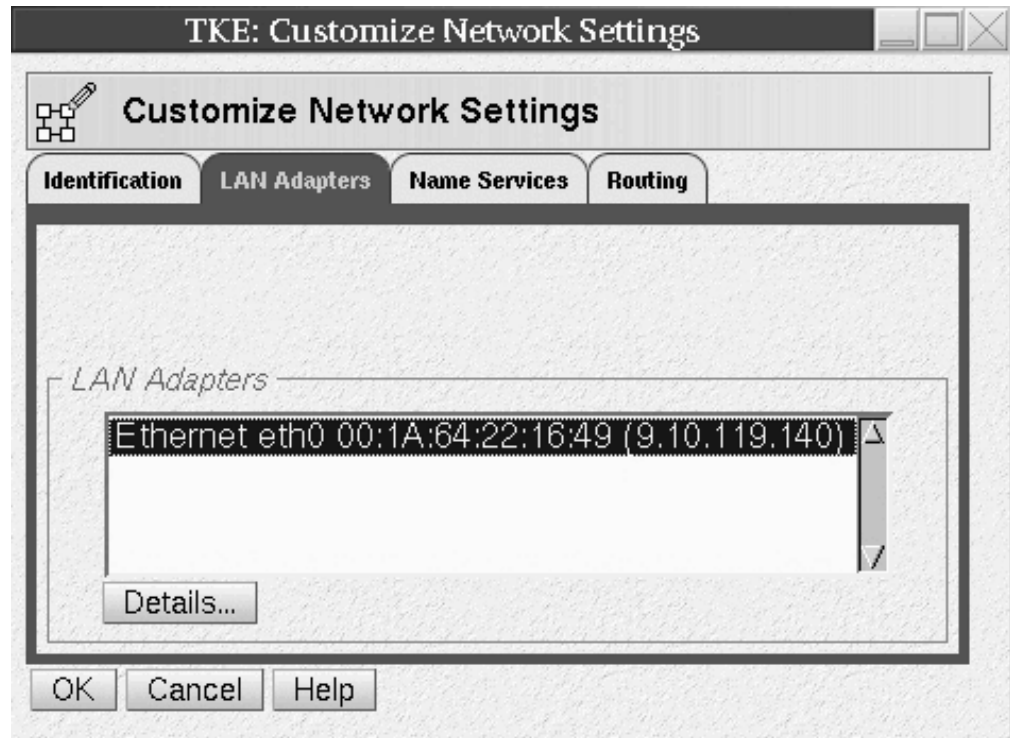 TKE: Customize Network Settings
Customize Network Settings
Identification LAN Adapters Name Services Routing
LAN Adapters
Ethernet eth0 00:1A:64:22:16:49 (9.10.119.140)
Details...
OK Cancel Help